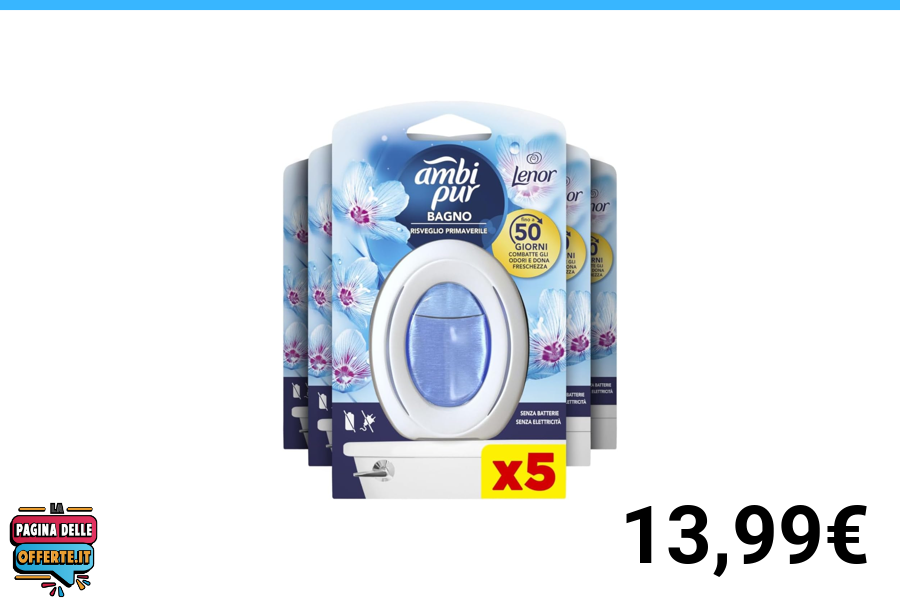 ambi
pur
BAGNO
RISVEGLIO PRIMAVERILE
Lenor
fino a
50
GIORNI
COMBATTE GLI
ODORI E DONA
FRESCHEZZA
SENZA BATTERIE
SENZA ELETTRICITÀ
x5
LA
PAGINA DELLE
OFFERTE.IT
13,99€